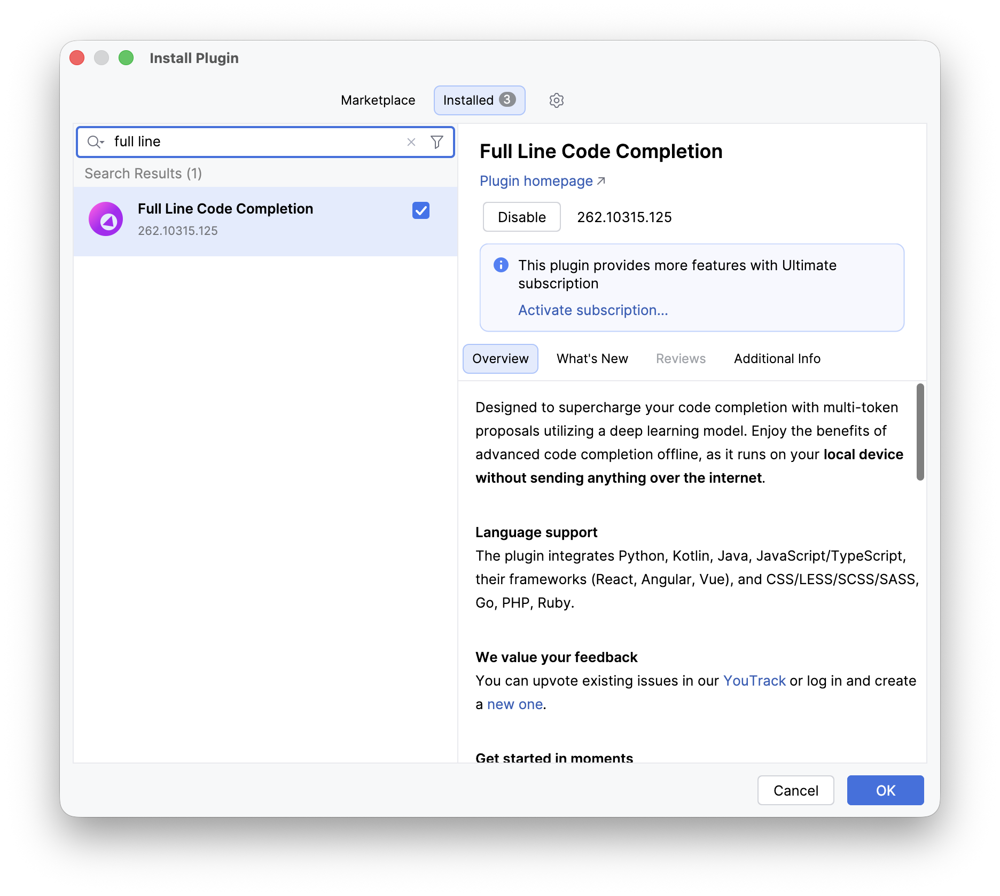 Install Plugin
Marketplace
Installed 3
full line
Search Results (1)
Full Line Code Completion
262.10315.125
Full Line Code Completion
Plugin homepage
Disable
262.10315.125
This plugin provides more features with Ultimate
subscription
Activate subscription...
Overview
What's New
Reviews
Additional Info
Designed to supercharge your code completion with multi-token
proposals utilizing a deep learning model. Enjoy the benefits of
advanced code completion offline, as it runs on your local device
without sending anything over the internet.
Language support
The plugin integrates Python, Kotlin, Java, JavaScript/TypeScript,
their frameworks (React, Angular, Vue), and CSS/LESS/SCSS/SASS,
Go, PHP, Ruby.
We value your feedback
You can upvote existing issues in our YouTrack or log in and create
a new one.
Get started in moments
Cancel
OK